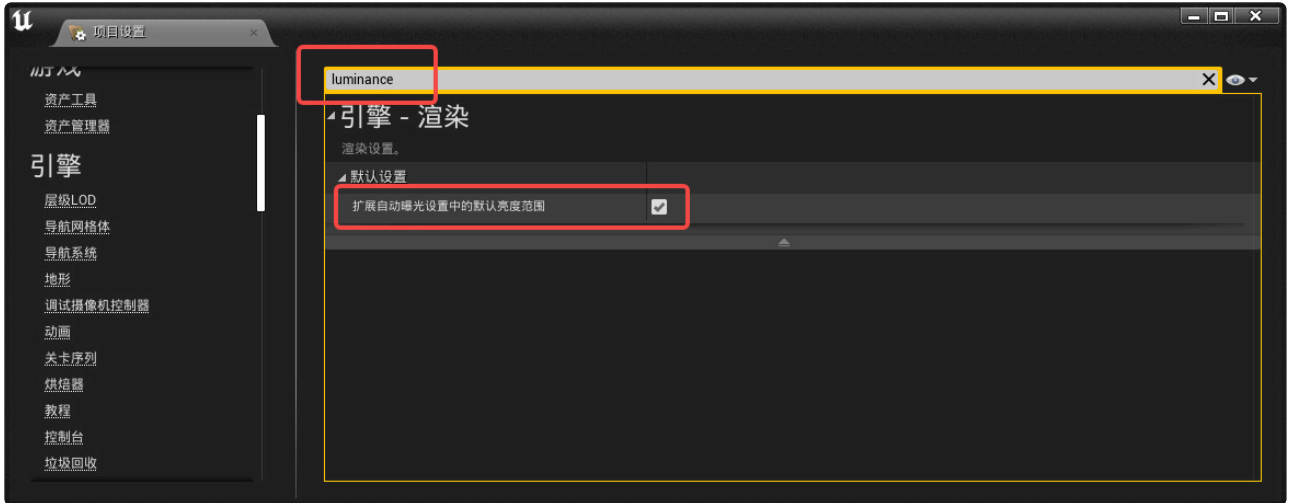 项目设置
资产工具
资产管理器
引擎
层级LOD
导航网格体
导航系统
地形
调试摄像机控制器
动画
关卡序列
烘焙器
教程
控制台
垃圾回收
luminance
引擎 - 渲染
渲染设置。
默认设置
扩展自动曝光设置中的默认亮度范围